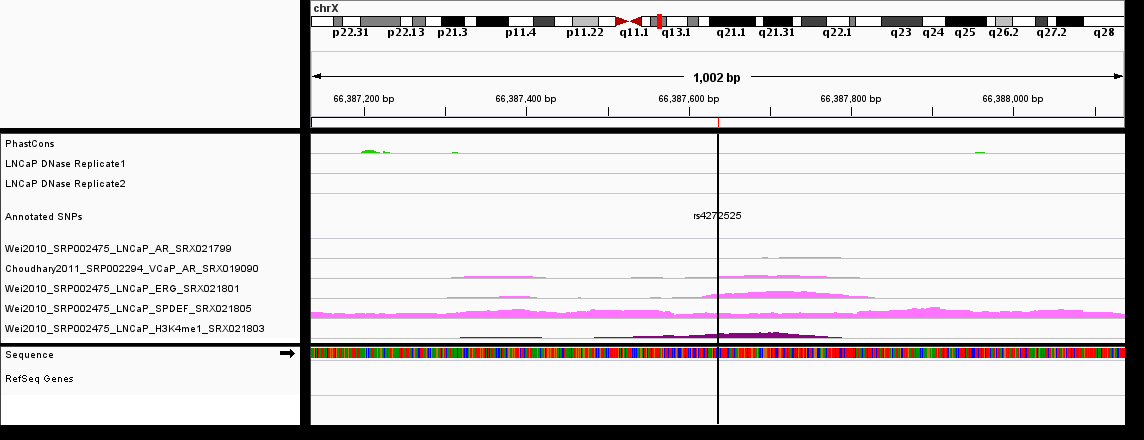 chrX
p22.31 p22.13 p21.3 p11.4 p11.22 q11.1 q13.1 q21.1 q21.31 q22.1 q23 q24 q25 q26.2 q27.2 q28
1,002 bp
66,387,200 bp 66,387,400 bp 66,387,600 bp 66,387,800 bp 66,388,000 bp
PhastCons
LNCaP DNase Replicate1
LNCaP DNase Replicate2
Annotated SNPs rs4272525
Wei2010_SRP002475_LNCaP_AR_SRX021799
Choudhary2011_SRP002294_VCaP_AR_SRX019090
Wei2010_SRP002475_LNCaP_ERG_SRX021801
Wei2010_SRP002475_LNCaP_SPDEF_SRX021805
Wei2010_SRP002475_LNCaP_H3K4me1_SRX021803
Sequence
RefSeq Genes